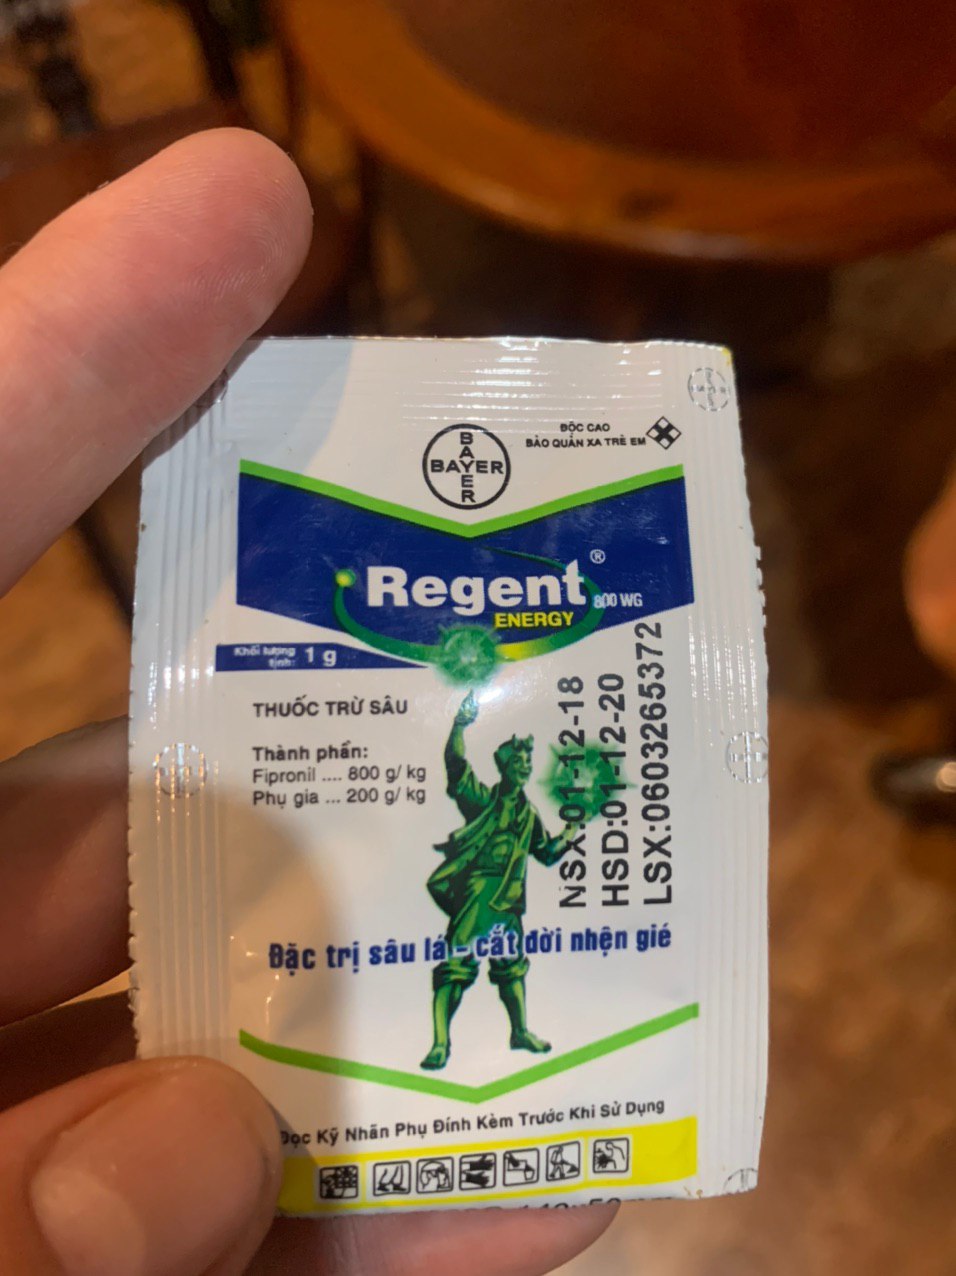 BAYER
BAYER
ĐỘC CAO
BẢO QUẢN XA TRẺ EM
Regent®
800 WG
ENERGY
Khối lượng
tịnh: 1 g
THUỐC TRỪ SÂU
Thành phần:
Fipronil .... 800 g/ kg
Phụ gia ... 200 g/ kg
NSX:01-12-18
HSD:01-12-20
LSX:0603265372
Đặc trị sâu lá - cắt đời nhện gié
Đọc Kỹ Nhãn Phụ Đính Kèm Trước Khi Sử Dụng